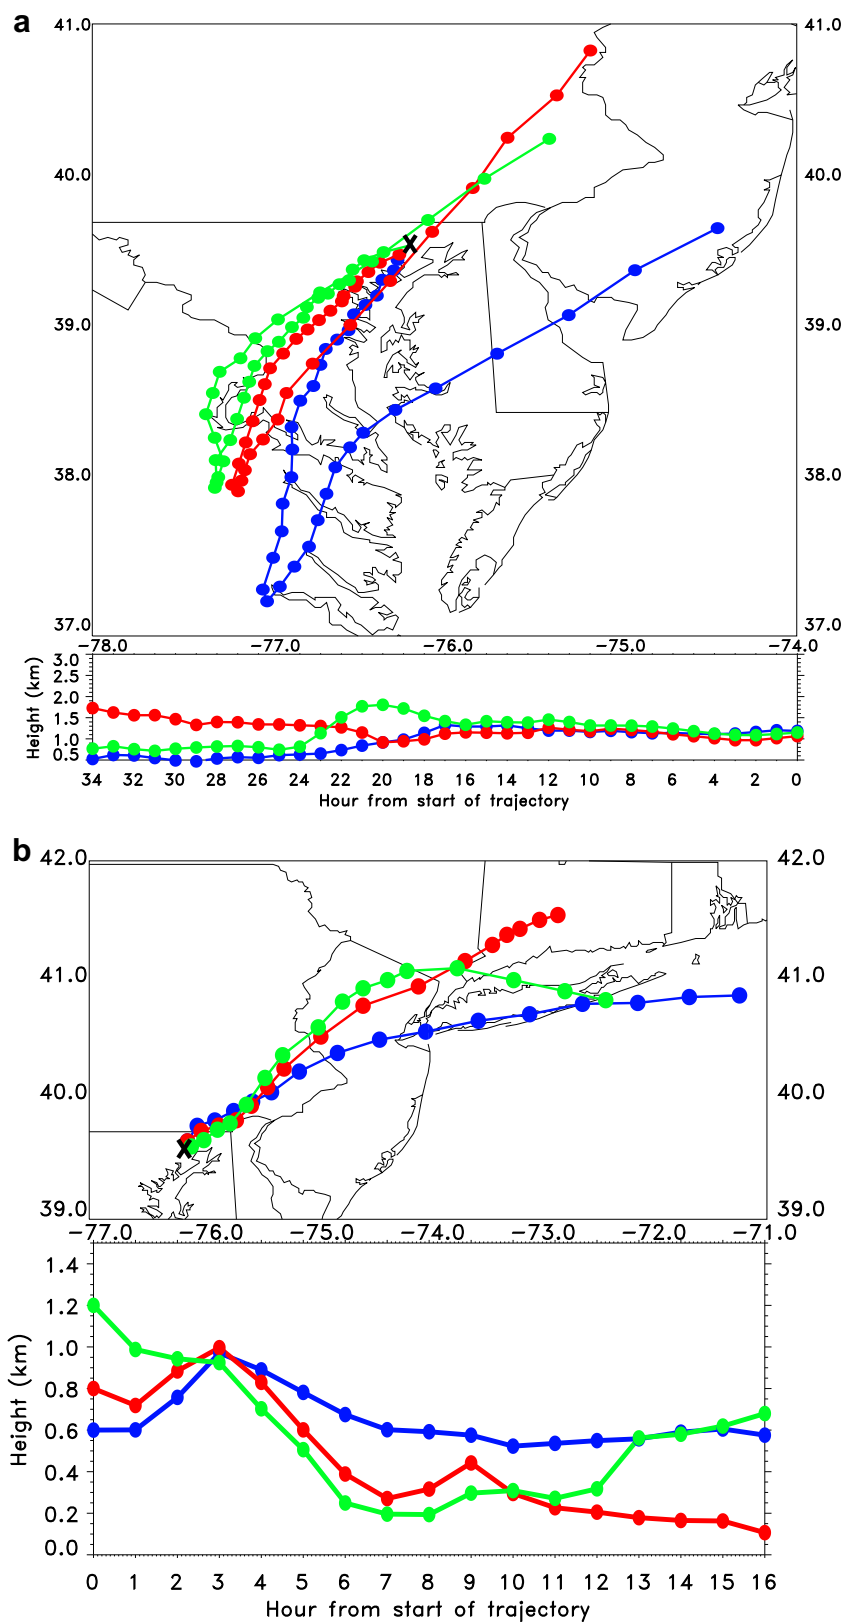 a
41.0 41.0
40.0 40.0
39.0 39.0
38.0 38.0
37.0 37.0
−78.0 −77.0 −76.0 −75.0 −74.0
Height (km)
3.0
2.5
2.0
1.5
1.0
0.5
34 32 30 28 26 24 22 20 18 16 14 12 10 8 6 4 2 0
Hour from start of trajectory
b
42.0 42.0
41.0 41.0
40.0 40.0
39.0 39.0
−77.0 −76.0 −75.0 −74.0 −73.0 −72.0 −71.0
Height (km)
1.4
1.2
1.0
0.8
0.6
0.4
0.2
0.0
0 1 2 3 4 5 6 7 8 9 10 11 12 13 14 15 16
Hour from start of trajectory